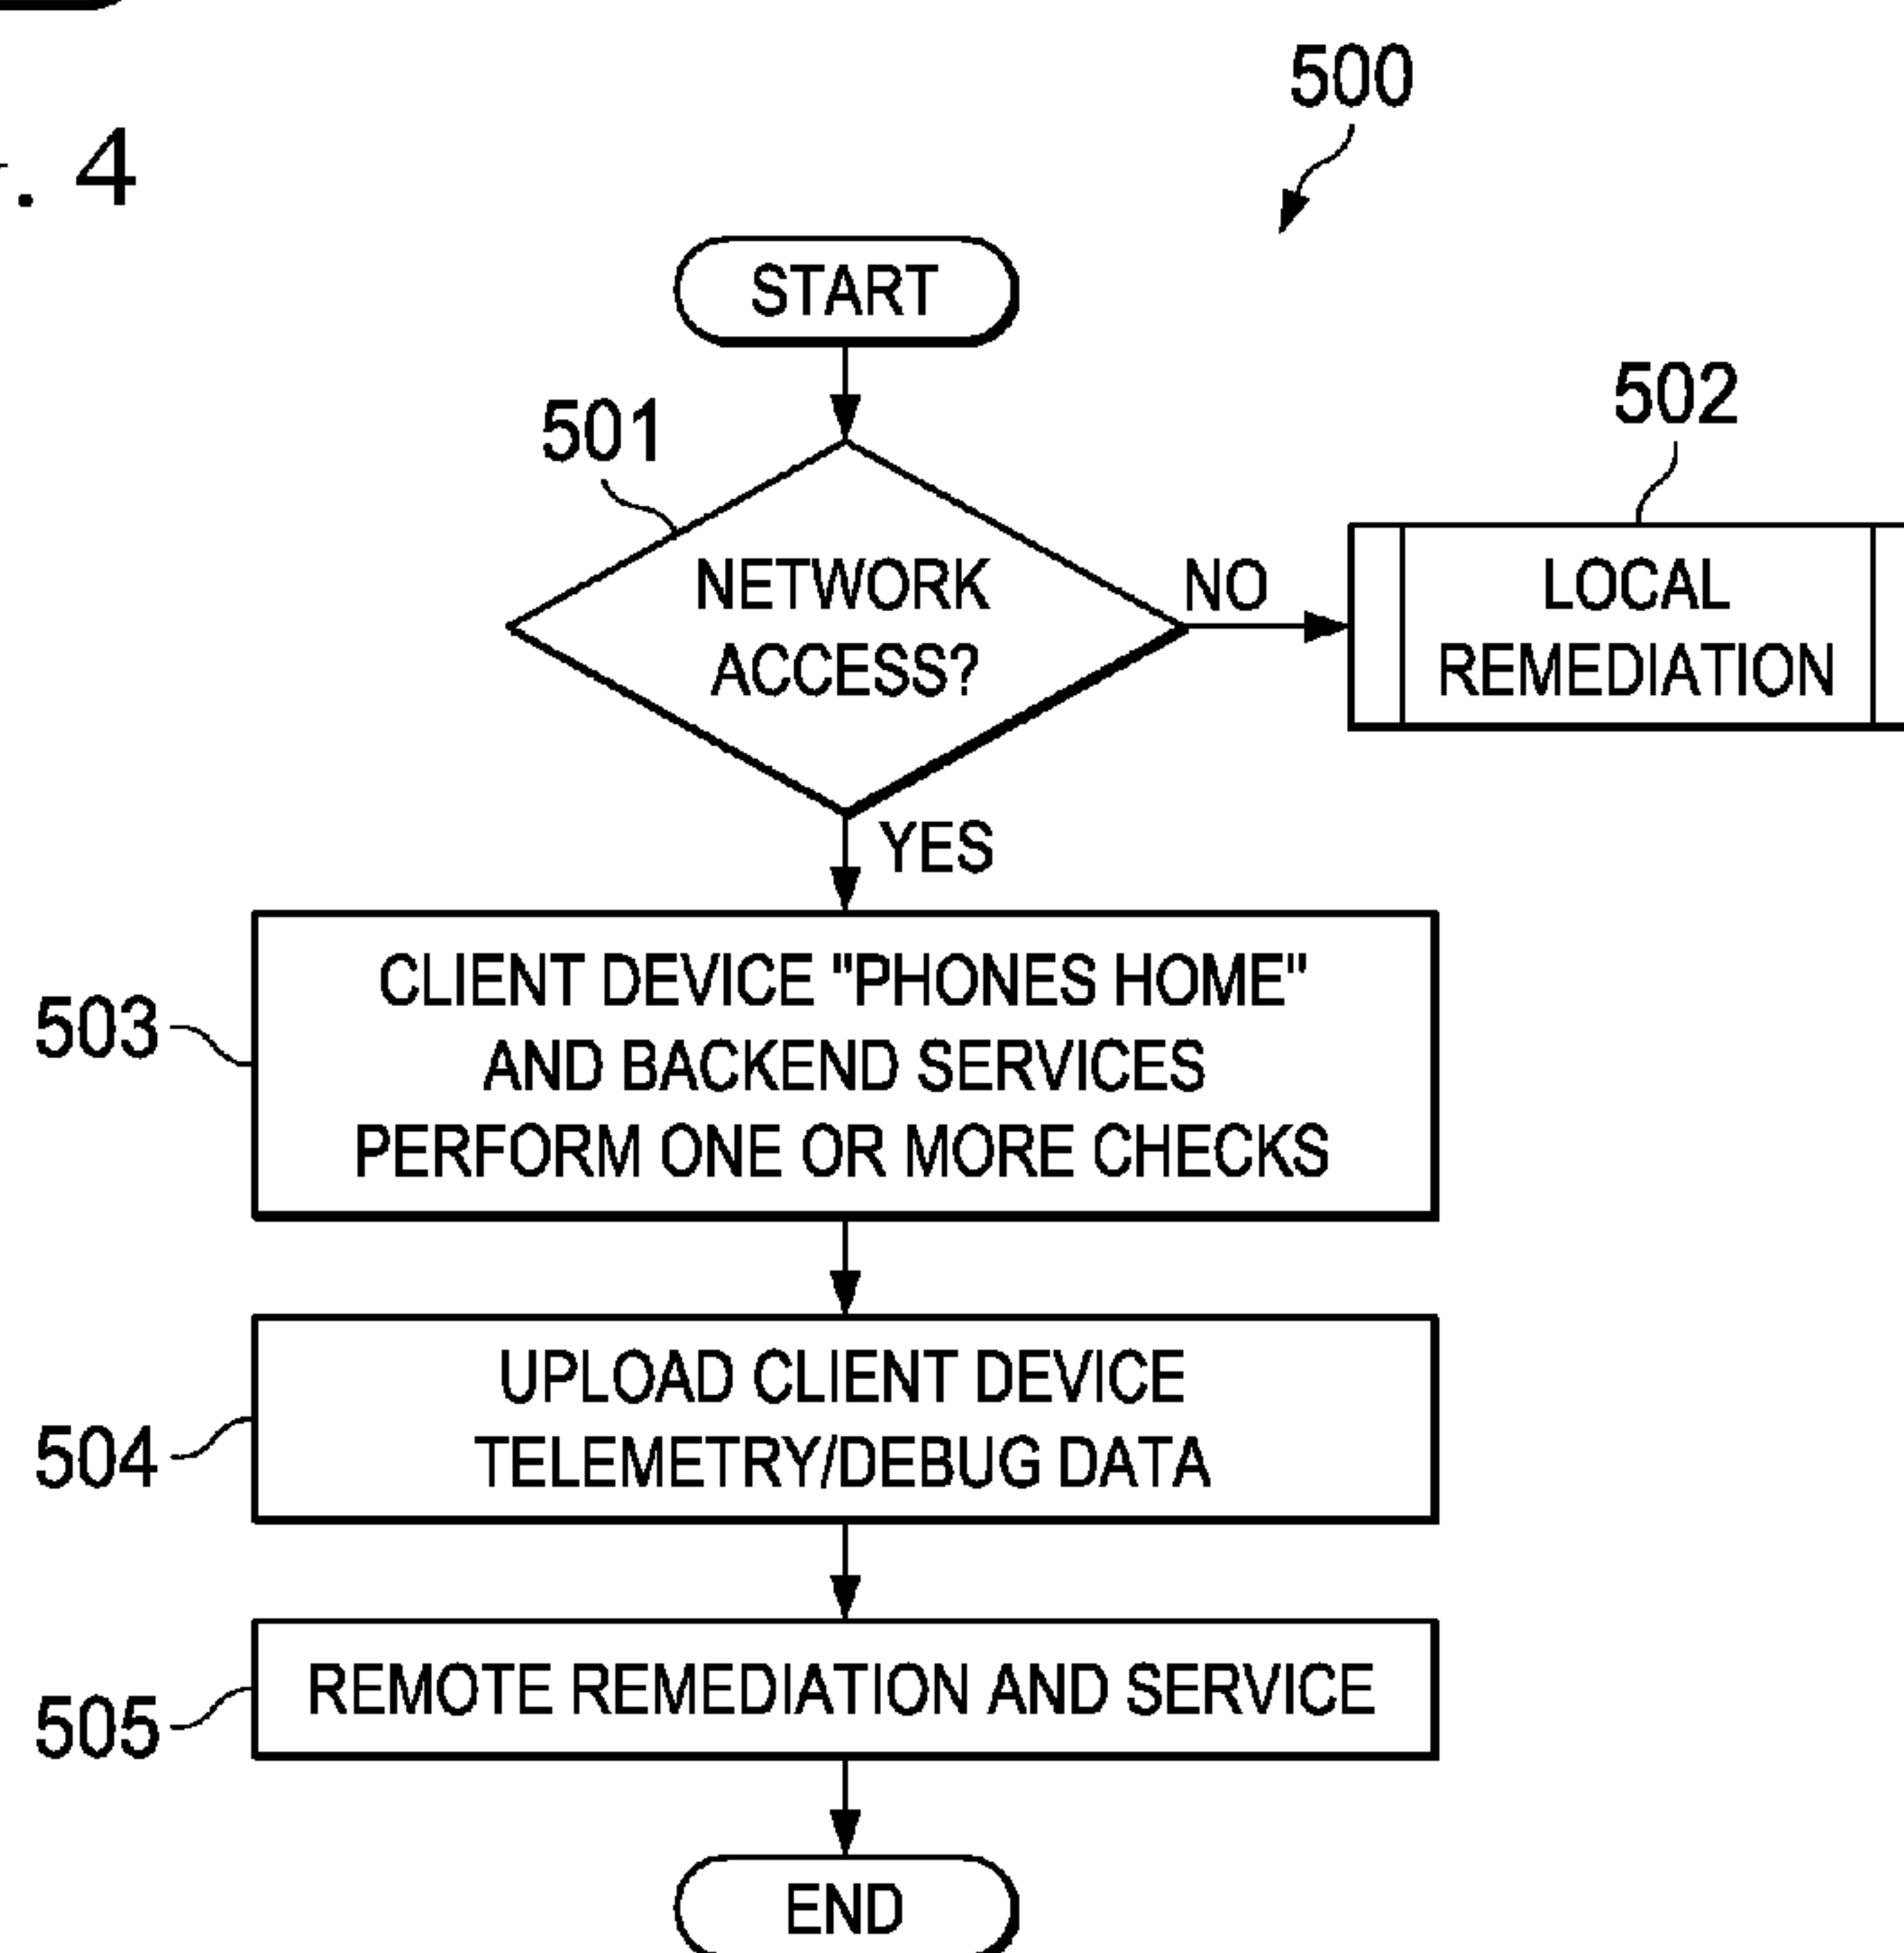 . 4
500
START
501
502
NETWORK
ACCESS?
NO
LOCAL
REMEDIATION
YES
503
CLIENT DEVICE "PHONES HOME"
AND BACKEND SERVICES
PERFORM ONE OR MORE CHECKS
504
UPLOAD CLIENT DEVICE
TELEMETRY/DEBUG DATA
505
REMOTE REMEDIATION AND SERVICE
END